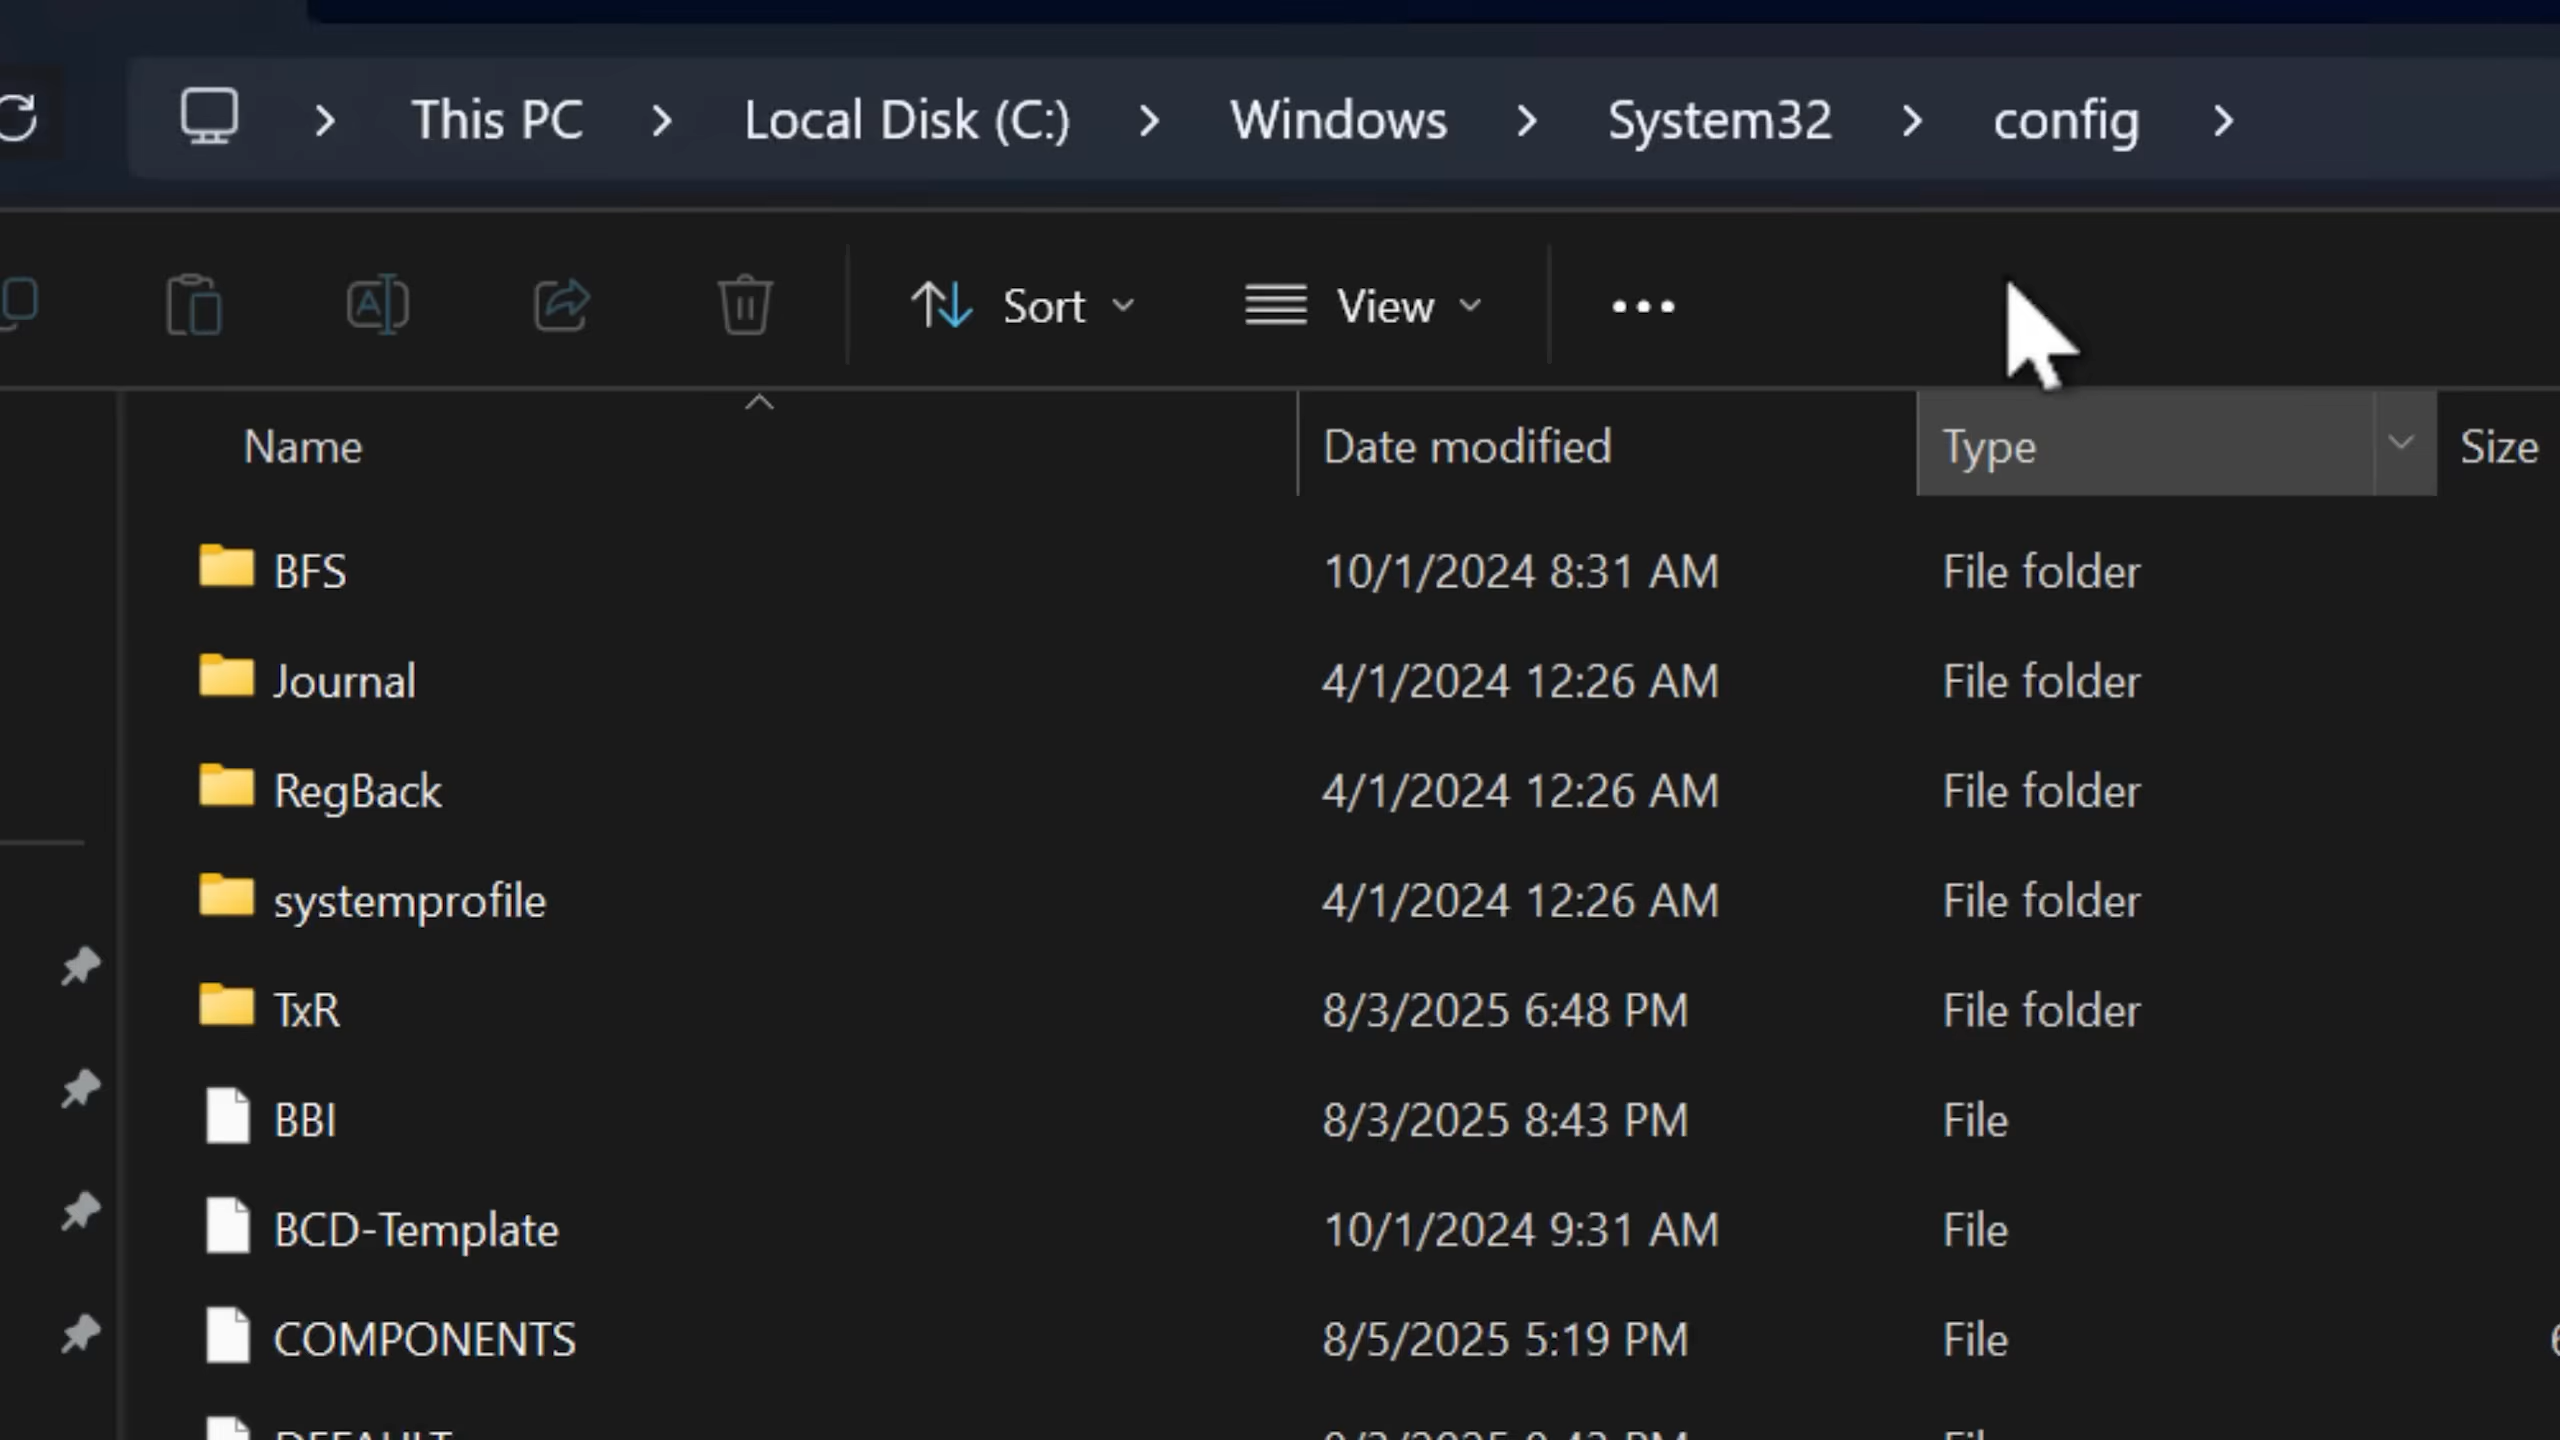 This PC > Local Disk (C:) > Windows > System32 > config >
Sort View ...
Name Date modified Type Size
BFS 10/1/2024 8:31 AM File folder
Journal 4/1/2024 12:26 AM File folder
RegBack 4/1/2024 12:26 AM File folder
systemprofile 4/1/2024 12:26 AM File folder
TxR 8/3/2025 6:48 PM File folder
BBI 8/3/2025 8:43 PM File
BCD-Template 10/1/2024 9:31 AM File
COMPONENTS 8/5/2025 5:19 PM File